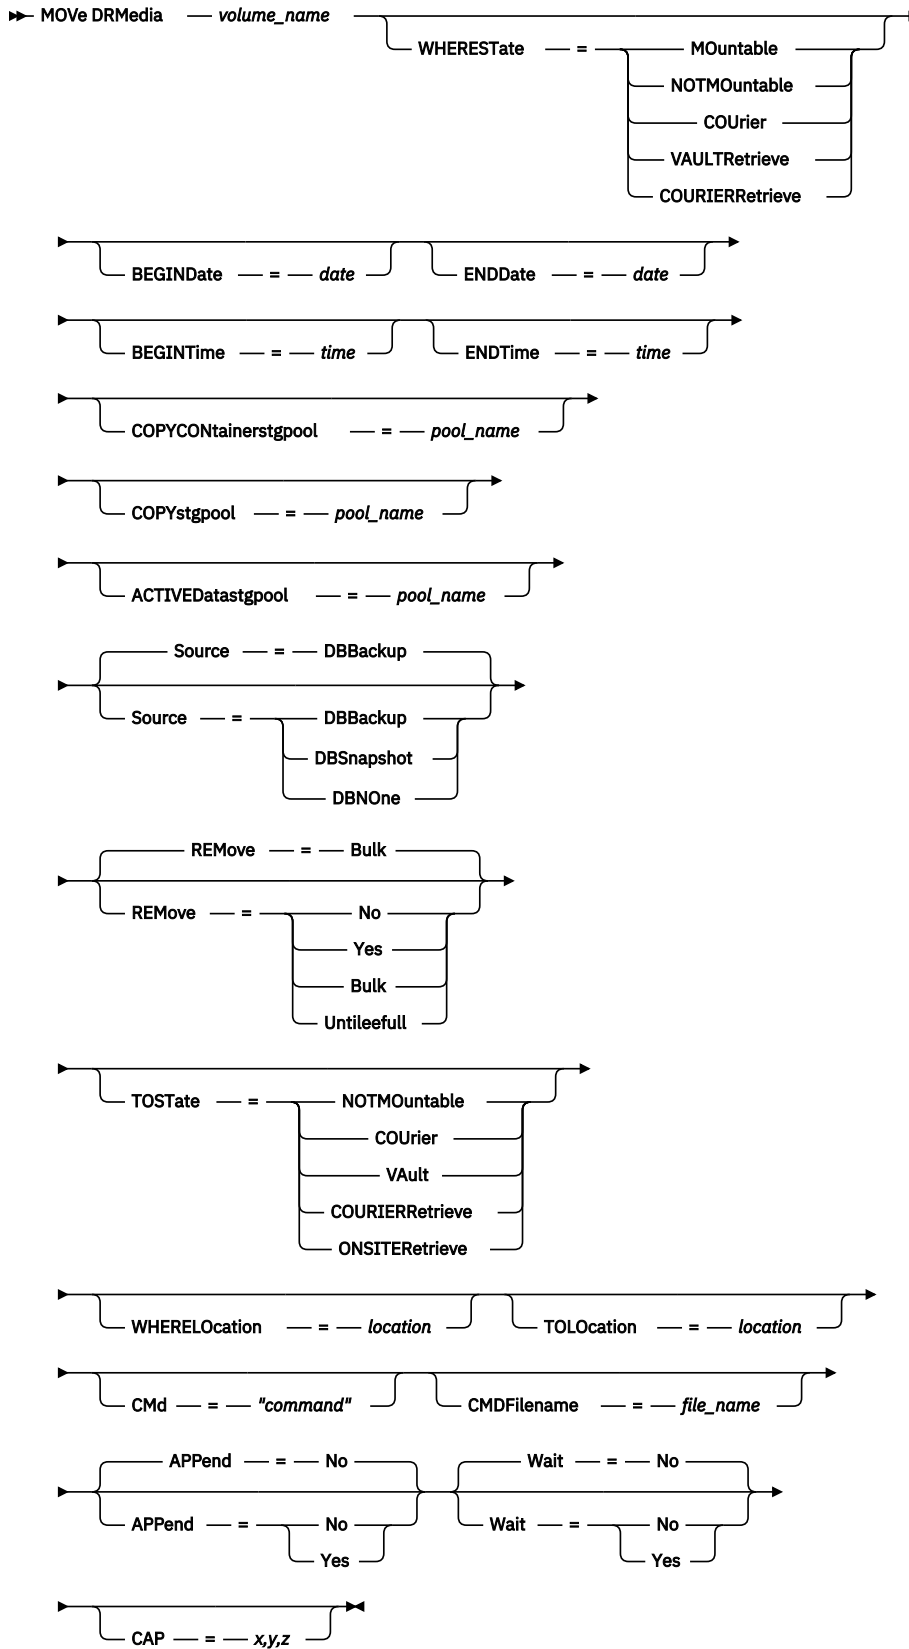 MOVe DRMedia volume_name
WHERESTate = MOuntable
NOTMOuntable
COUrier
VAULTRetrieve
COURIERRetrieve
BEGINDate = date ENDDate = date
BEGINTime = time ENDTime = time
COPYCONtainerstgpool = pool_name
COPYstgpool = pool_name
ACTIVEDatastgpool = pool_name
Source = DBBackup
Source = DBBackup
DBSnapshot
DBNOne
REMove = Bulk
REMove = No
Yes
Bulk
Untileefull
TOSTate = NOTMOuntable
COUrier
VAult
COURIERRetrieve
ONSITERetrieve
WHERELOcation = location TOLOcation = location
CMd = "command" CMDFilename = file_name
APPend = No Wait = No
APPend = No Wait = No
Yes Yes
CAP = x,y,z